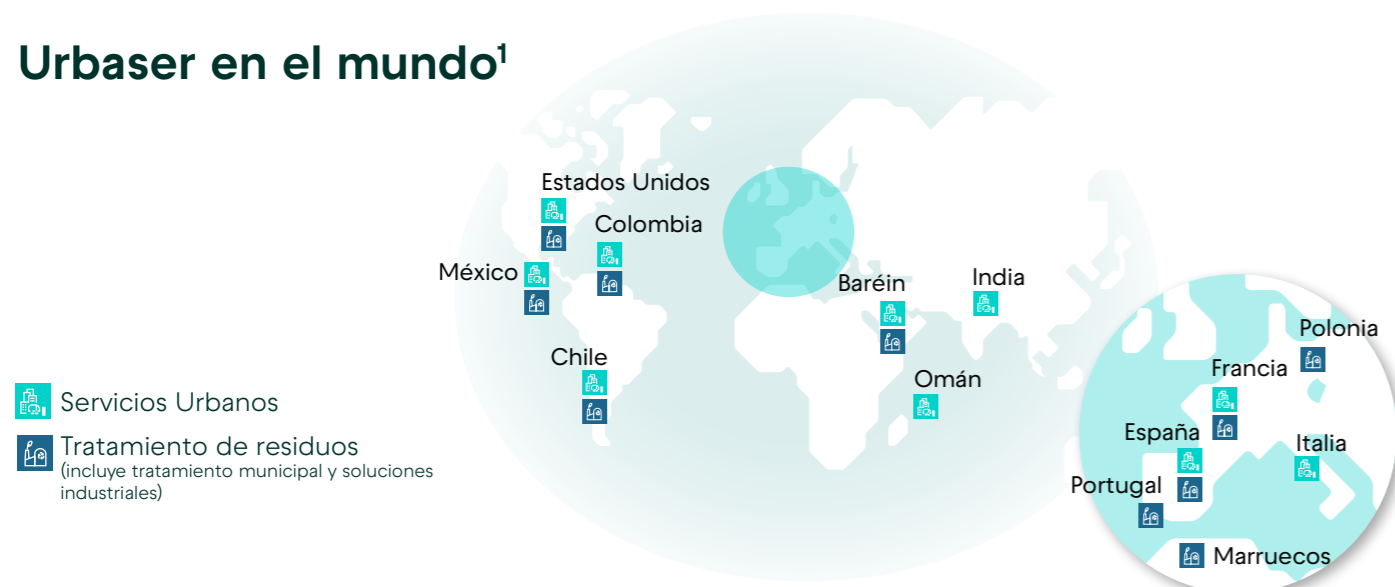 Urbaser en el mundo¹
Estados Unidos
Colombia
México
Baréin
India
Chile
Omán
Servicios Urbanos
Tratamiento de residuos
(incluye tratamiento municipal y soluciones
industriales)
Polonia
Francia
España
Italia
Portugal
Marruecos